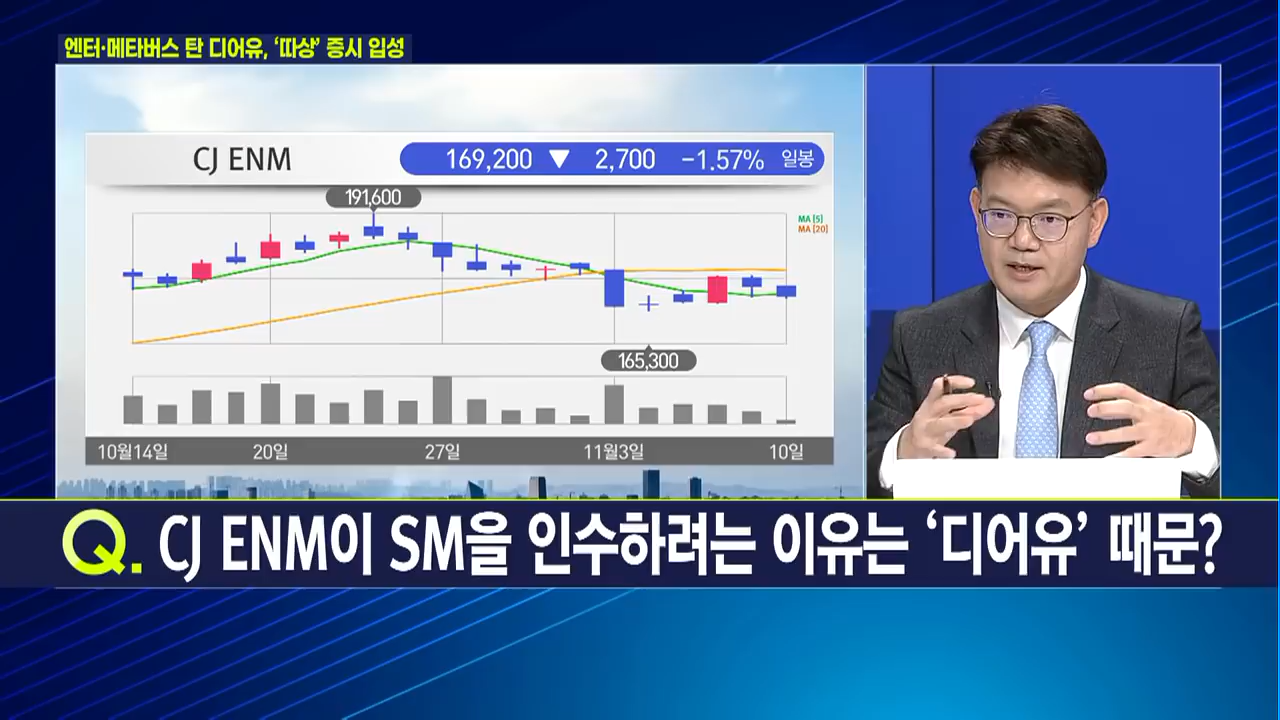 엔터·메타버스 탄 디어유, ‘따상’ 증시 입성
CJ ENM
169,200 ▼ 2,700 -1.57% 일봉
191,600
MA [5]
MA [20]
165,300
10월14일 20일 27일 11월3일 10일
Q. CJ ENM이 SM을 인수하려는 이유는 ‘디어유’ 때문?